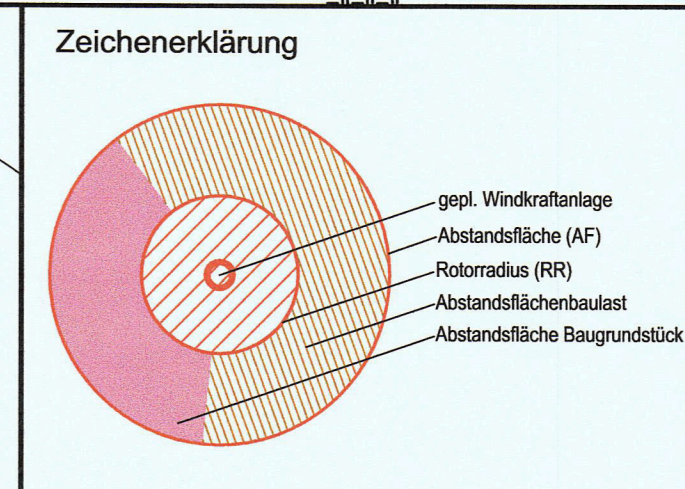 Zeichenerklärung
gepl. Windkraftanlage
Abstandsfläche (AF)
Rotorradius (RR)
Abstandsflächenbaulast
Abstandsfläche Baugrundstück